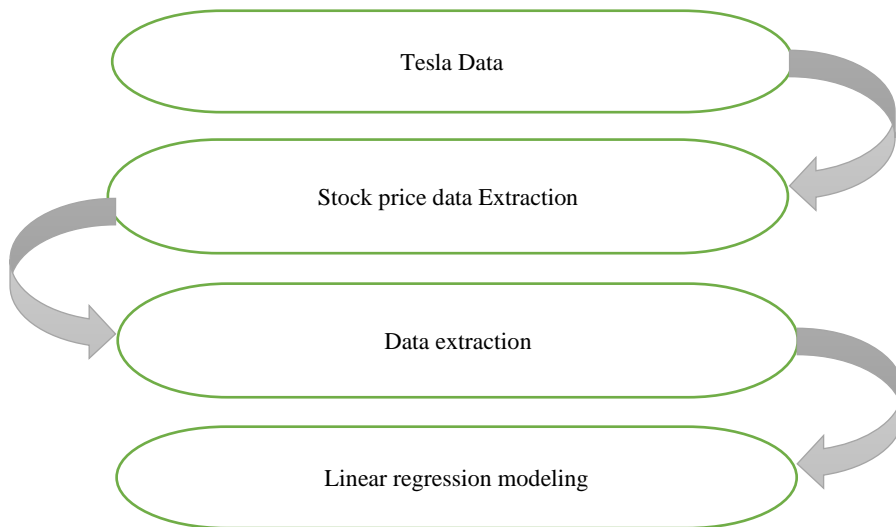 Tesla Data
Stock price data Extraction
Data extraction
Linear regression modeling